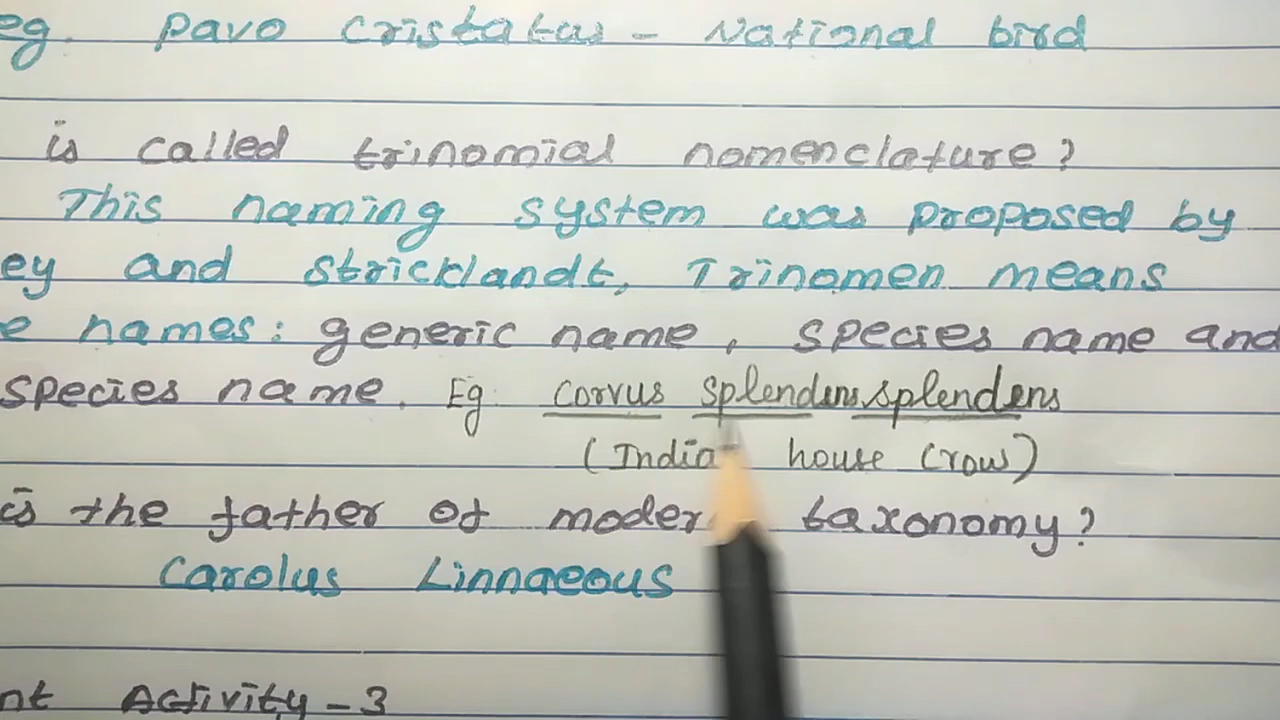 eg. Pavo Cristatus - National bird
is called trinomial nomenclature?
This naming system was proposed by
ey and Stricklandt, Trinomen means
e names: generic name, species name and
species name. Eg. Corvus splendens splendens
(India house crow)
is the father of moder taxonomy?
Carolus Linnaeous
nt Activity-3